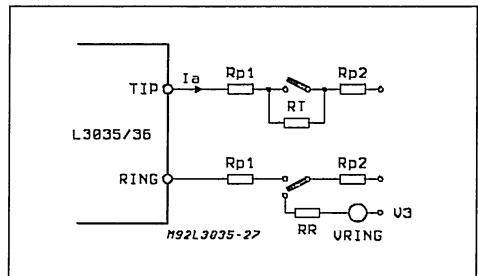 Ia Rp1 Rp2
TIP
RT
L3035/36
Rp1 Rp2
RING
V3
RR VRING
M92L3035-27